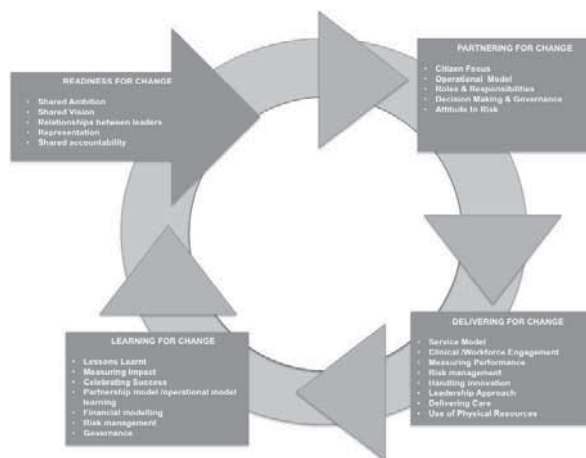 READINESS FOR CHANGE
• Shared Ambition
• Shared Vision
• Relationships between leaders
• Representation
• Shared accountability
PARTNERING FOR CHANGE
• Citizen Focus
• Operational Model
• Roles & Responsibilities
• Decision Making & Governance
• Attitude to Risk
DELIVERING FOR CHANGE
• Service Model
• Clinical /Workforce Engagement
• Measuring Performance
• Risk management
• Handling innovation
• Leadership Approach
• Delivering Care
• Use of Physical Resources
LEARNING FOR CHANGE
• Lessons Learnt
• Measuring Impact
• Celebrating Success
• Partnership model /operational model
learning
• Financial modelling
• Risk management
• Governance